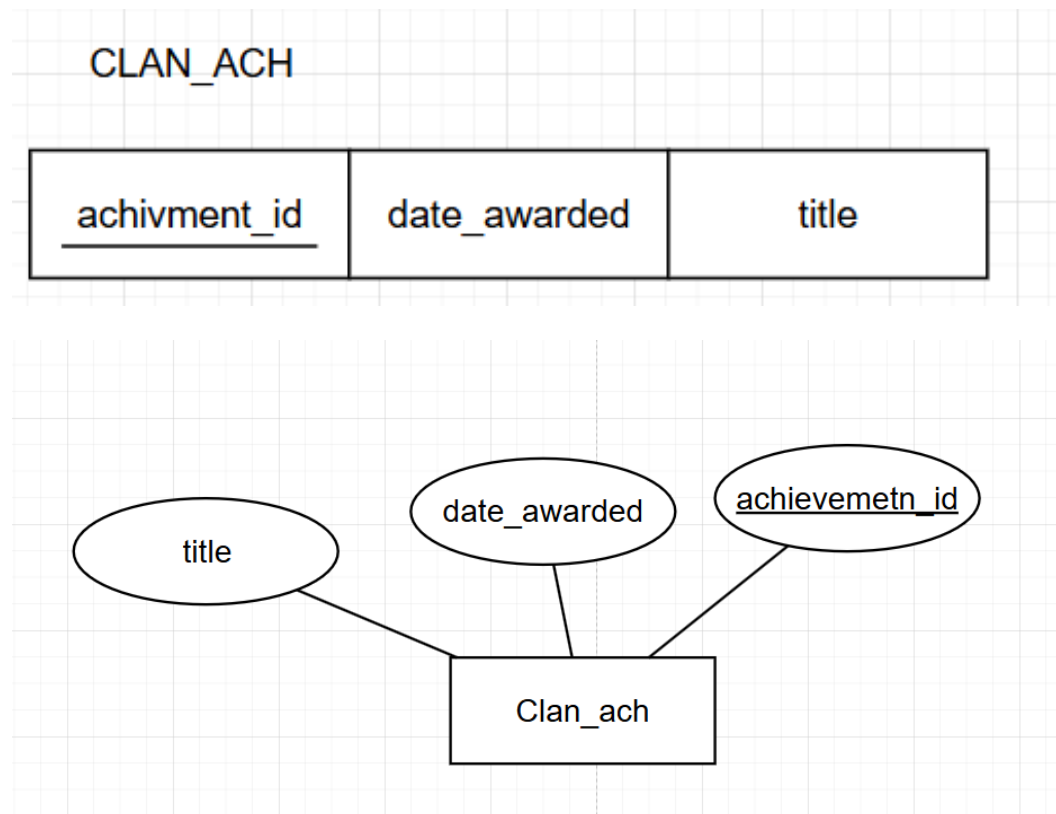 CLAN_ACH
achivment_id date_awarded title
date_awarded achievemetn_id
title
Clan_ach